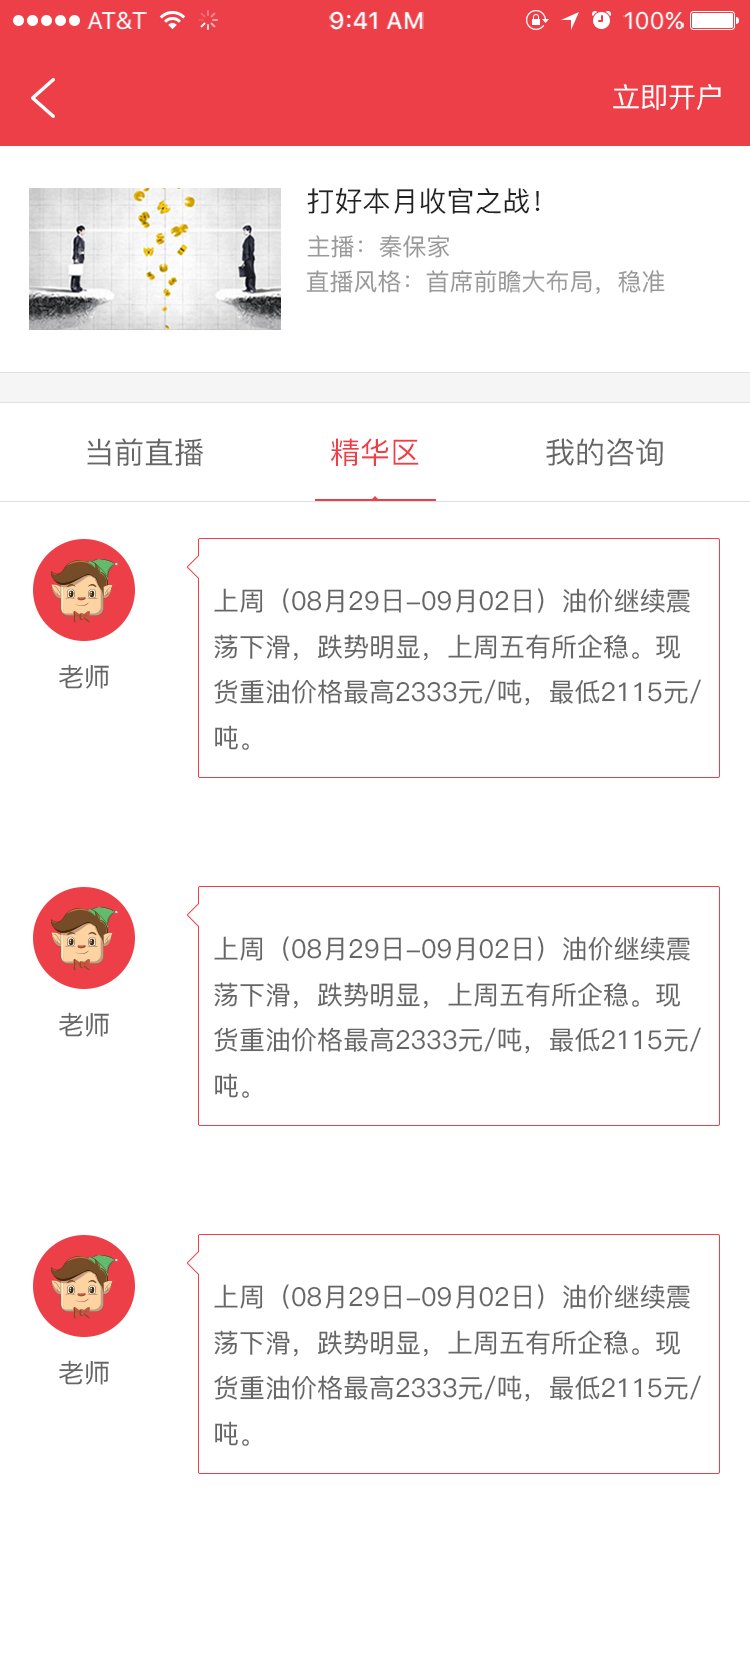 AT&T 9:41 AM 100%
立即开户
打好本月收官之战!
主播：秦保家
直播风格：首席前瞻大布局，稳准
当前直播 精华区 我的咨询
上周（08月29日-09月02日）油价继续震
荡下滑，跌势明显，上周五有所企稳。现
货重油价格最高2333元/吨，最低2115元/
吨。
老师
上周（08月29日-09月02日）油价继续震
荡下滑，跌势明显，上周五有所企稳。现
货重油价格最高2333元/吨，最低2115元/
吨。
老师
上周（08月29日-09月02日）油价继续震
荡下滑，跌势明显，上周五有所企稳。现
货重油价格最高2333元/吨，最低2115元/
吨。
老师